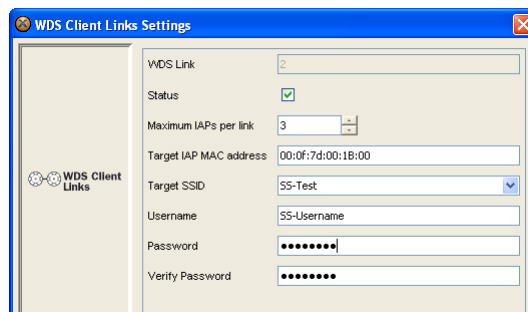 WDS Client Links Settings
WDS Link 2
Status
Maximum IAPs per link 3
Target IAP MAC address 00:0f:7d:00:1B:00
WDS Client
Links
Target SSID SS-Test
Username SS-Username
Password ●●●●●●●●
Verify Password ●●●●●●●●